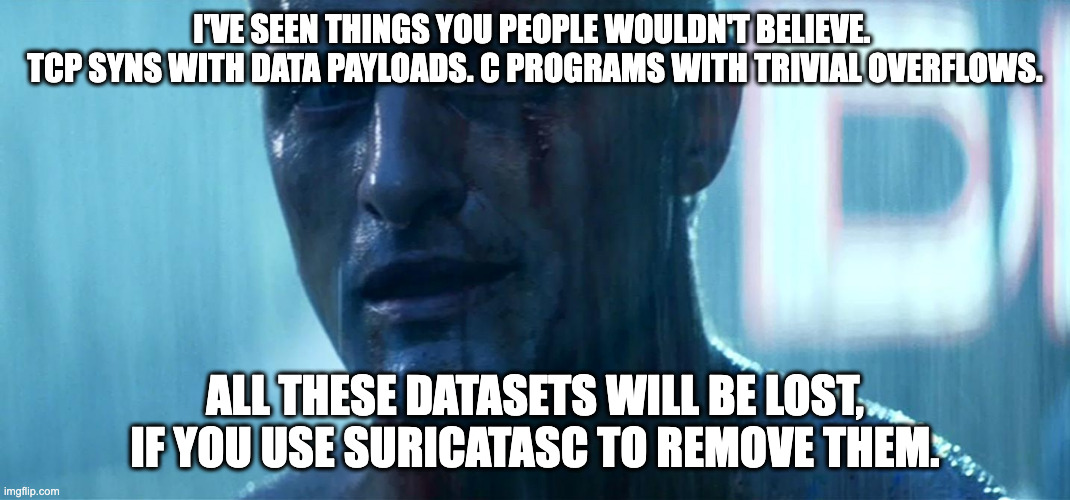 I'VE SEEN THINGS YOU PEOPLE WOULDN'T BELIEVE.
TCP SYNS WITH DATA PAYLOADS. C PROGRAMS WITH TRIVIAL OVERFLOWS.
ALL THESE DATASETS WILL BE LOST,
IF YOU USE SURICATASC TO REMOVE THEM.
imgflip.com